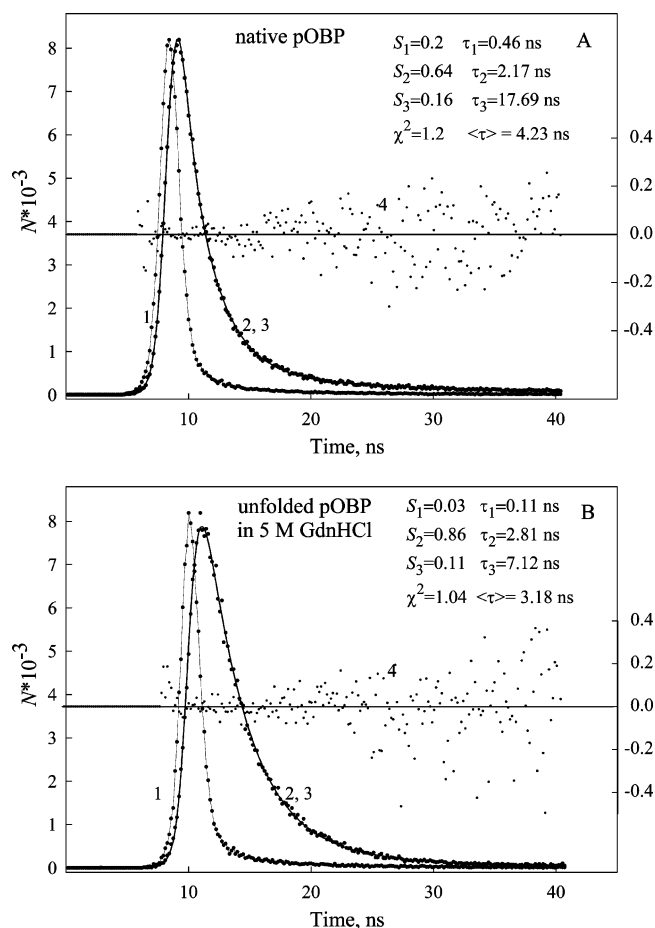 native pOBP
A
S1=0.2 τ1=0.46 ns
S2=0.64 τ2=2.17 ns
S3=0.16 τ3=17.69 ns
χ2=1.2 <τ> = 4.23 ns
N*10-3
8
7
6
5
4
3
2
1
0
0.4
0.2
0.0
-0.2
-0.4
1
2, 3
4
10
20
30
40
Time, ns
unfolded pOBP
in 5 M GdnHCl
B
S1=0.03 τ1=0.11 ns
S2=0.86 τ2=2.81 ns
S3=0.11 τ3=7.12 ns
χ2=1.04 <τ>= 3.18 ns
N*10-3
8
7
6
5
4
3
2
1
0
0.4
0.2
0.0
-0.2
-0.4
1
2, 3
4
10
20
30
40
Time, ns